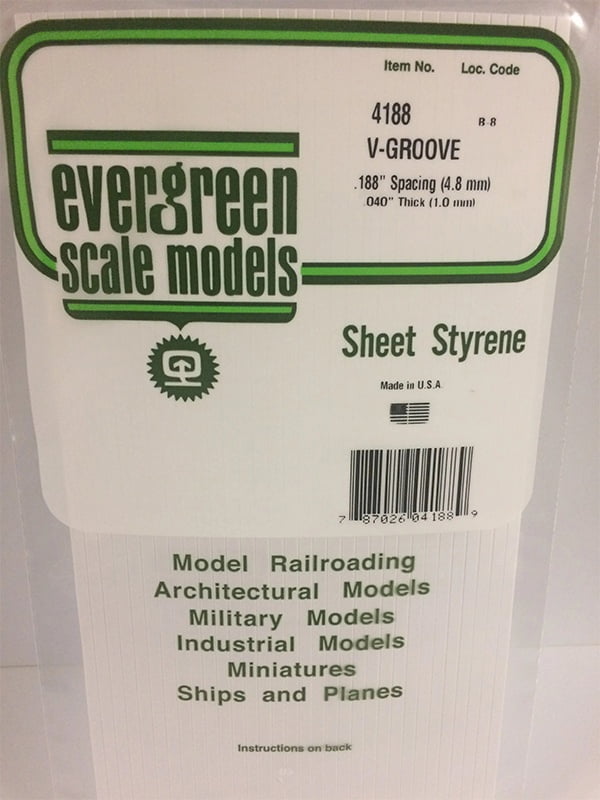 Item No. Loc. Code
4188 B-8
V-GROOVE
.188" Spacing (4.8 mm)
.040" Thick (1.0 mm)
evergreen
scale models
Sheet Styrene
Made in U.S.A.
7 87026 04188 9
Model Railroading
Architectural Models
Military Models
Industrial Models
Miniatures
Ships and Planes
Instructions on back